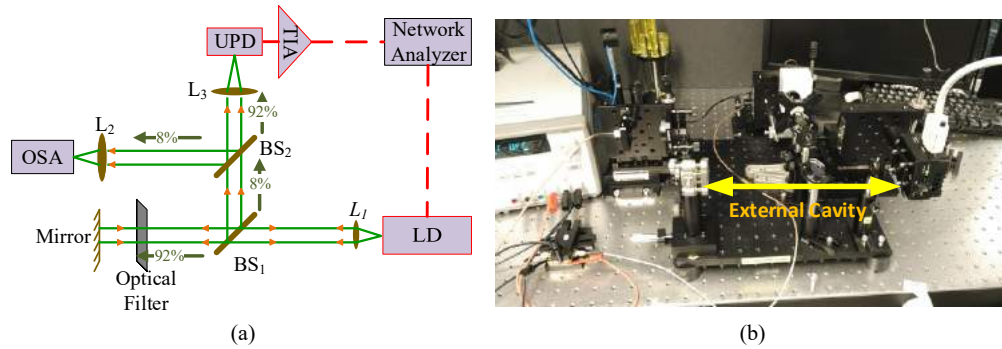 UPD
TIA
Network
Analyzer
L3
92%
L2
8%
OSA
BS2
8%
L1
Mirror
LD
92%
BS1
Optical
Filter
External Cavity
(a)
(b)